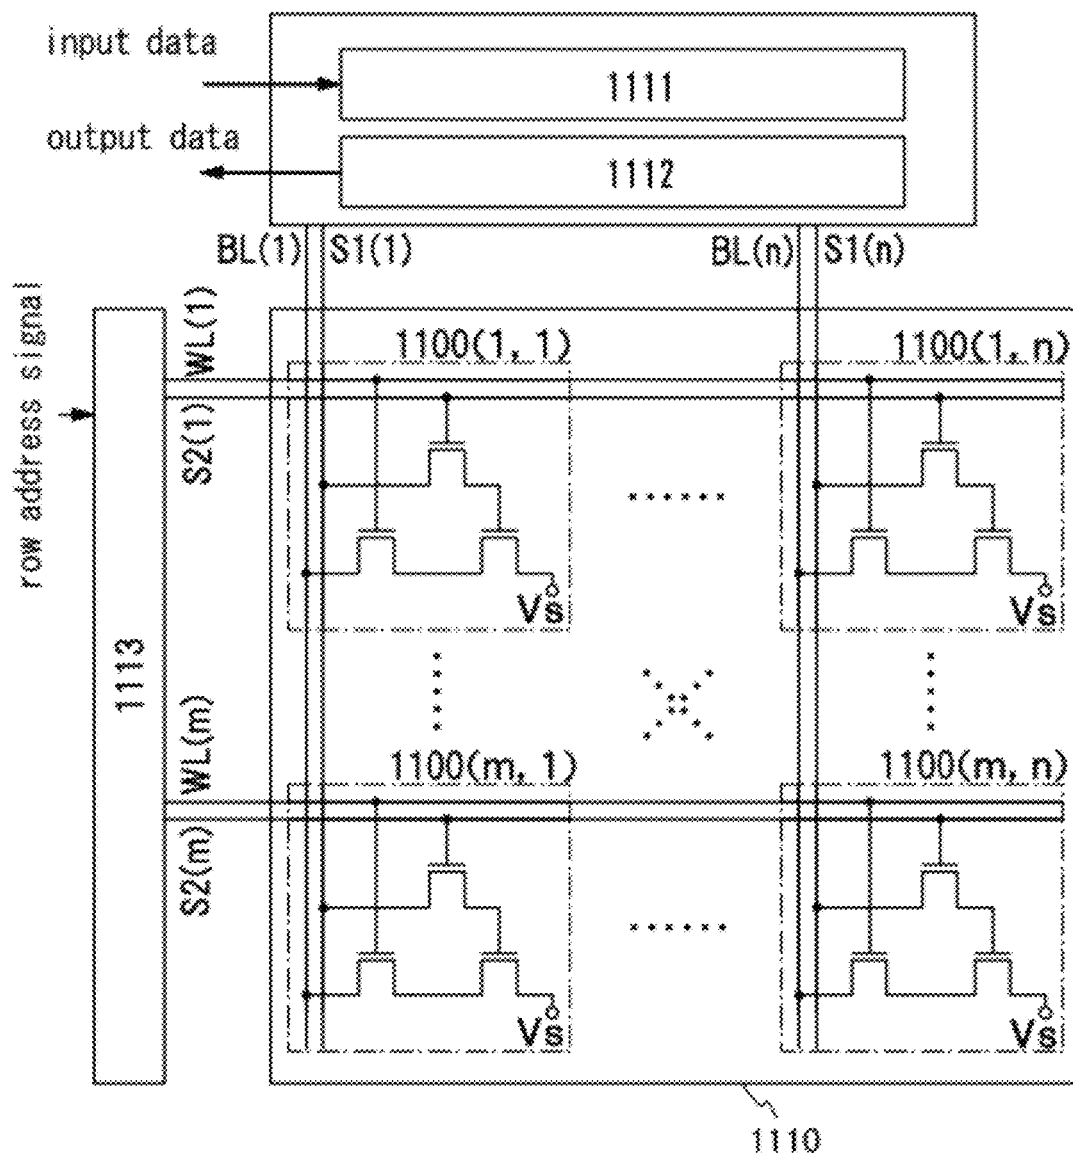 input data
1111
output data
1112
BL(1)
S1(1)
BL(n)
S1(n)
row address signal
WL(1)
S2(1)
1100(1, 1)
1100(1, n)
Vs
Vs
1113
WL(m)
S2(m)
1100(m, 1)
1100(m, n)
Vs
Vs
1110